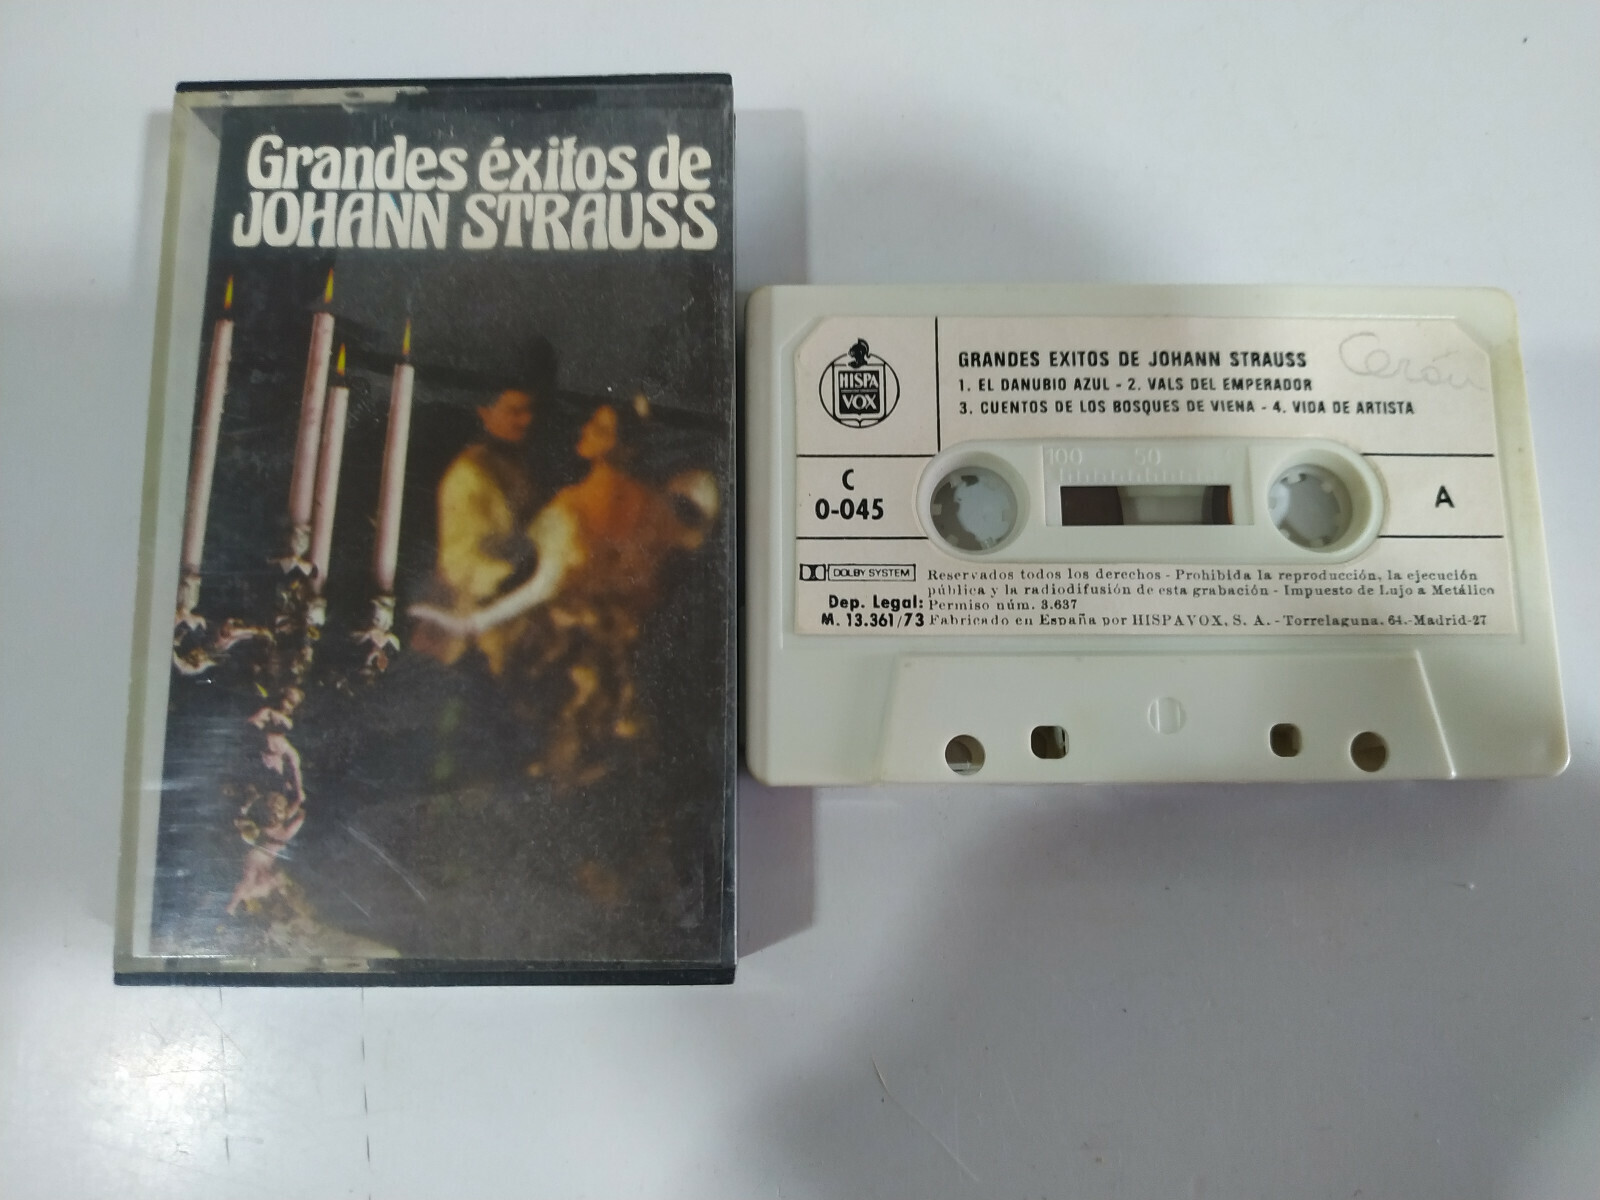 Grandes éxitos de
JOHANN STRAUSS
HISPA
VOX
GRANDES EXITOS DE JOHANN STRAUSS
1. EL DANUBIO AZUL - 2. VALS DEL EMPERADOR
3. CUENTOS DE LOS BOSQUES DE VIENA - 4. VIDA DE ARTISTA
Cerón
C
0-045
100 50
A
DOLBY SYSTEM
Dep. Legal:
M. 13.361/73
Reservados todos los derechos - Prohibida la reproducción, la ejecución
pública y la radiodifusión de esta grabación - Impuesto de Lujo a Metálico
Permiso núm. 3.637
Fabricado en España por HISPAVOX, S. A. - Torrelaguna, 64.-Madrid-27